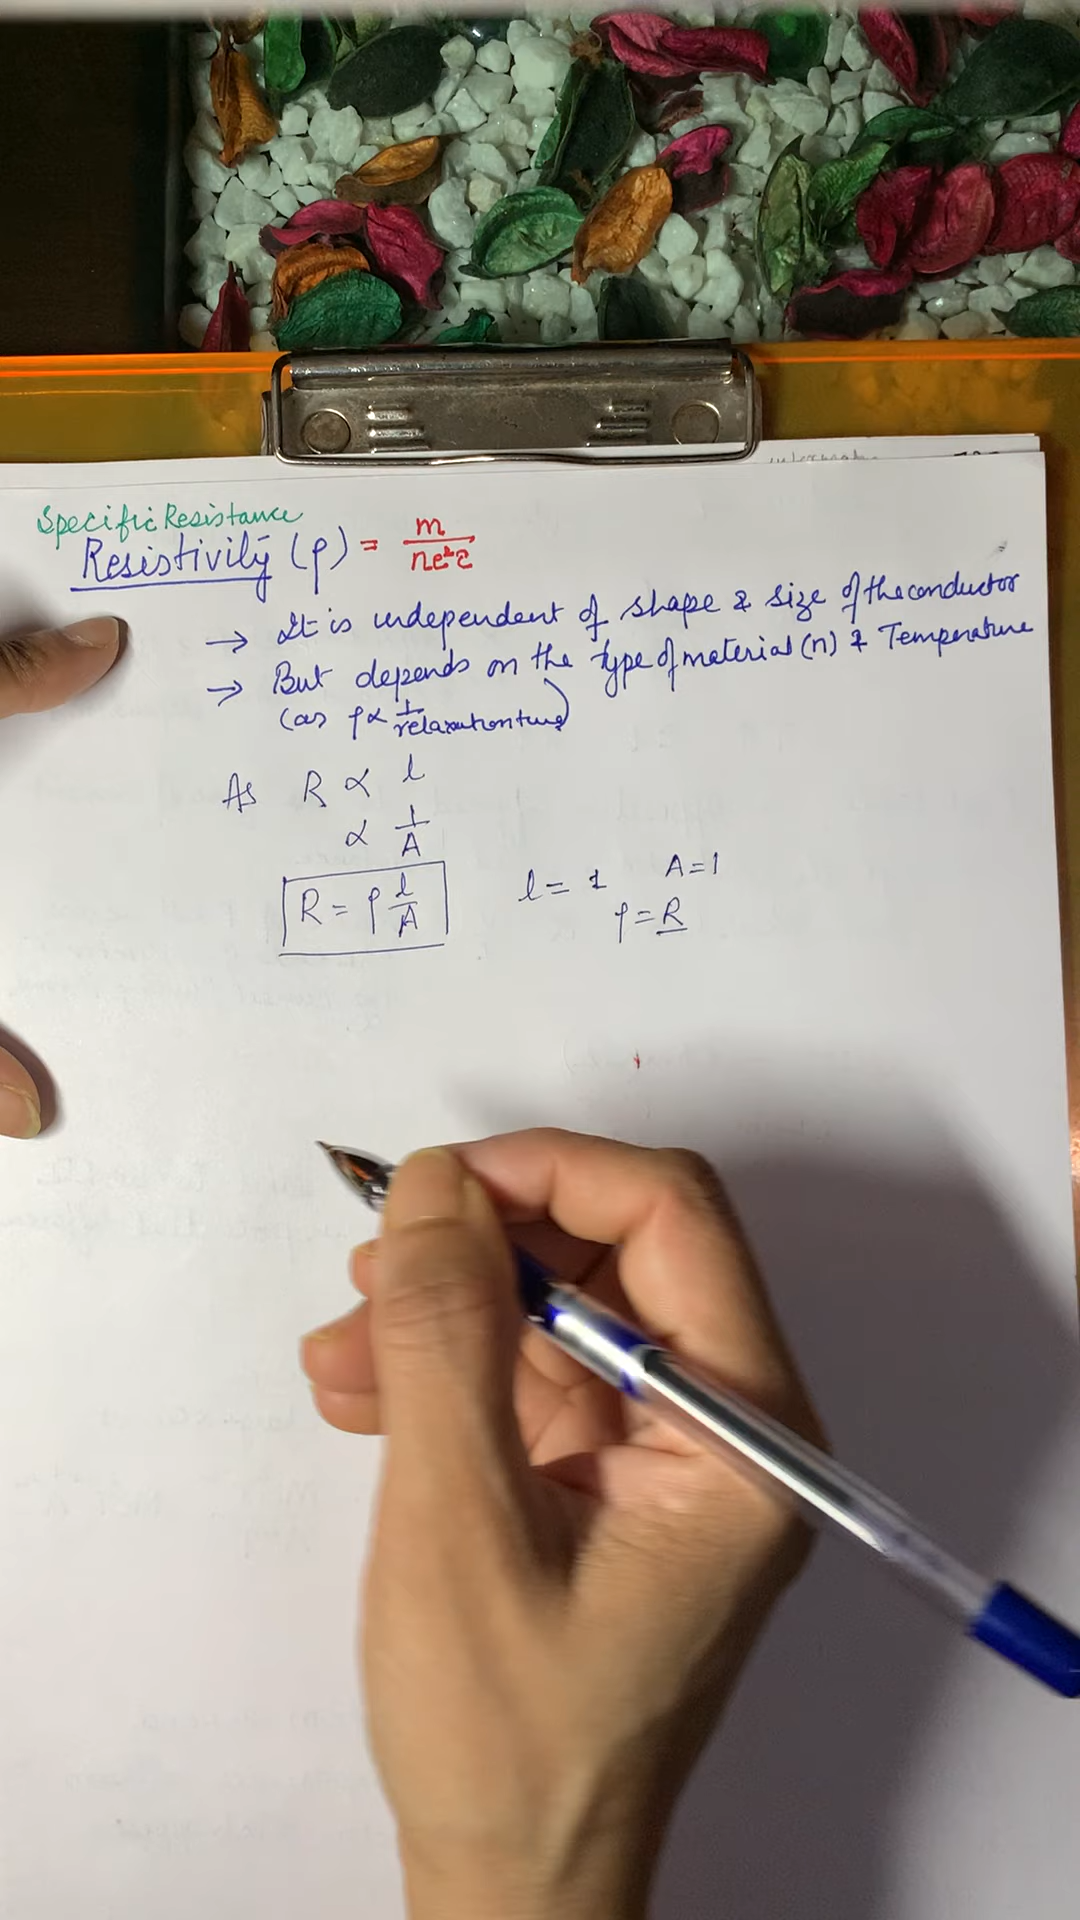 Specific Resistance
Resistivity (ρ) = m/ne²τ
→ It is independent of shape & size of the conductor
→ But depends on the type of material (n) & Temperature
(as ρ ∝ 1/relaxation time)
As R ∝ l
∝ 1/A
R = ρ l/A
l = 1 A = 1
ρ = R